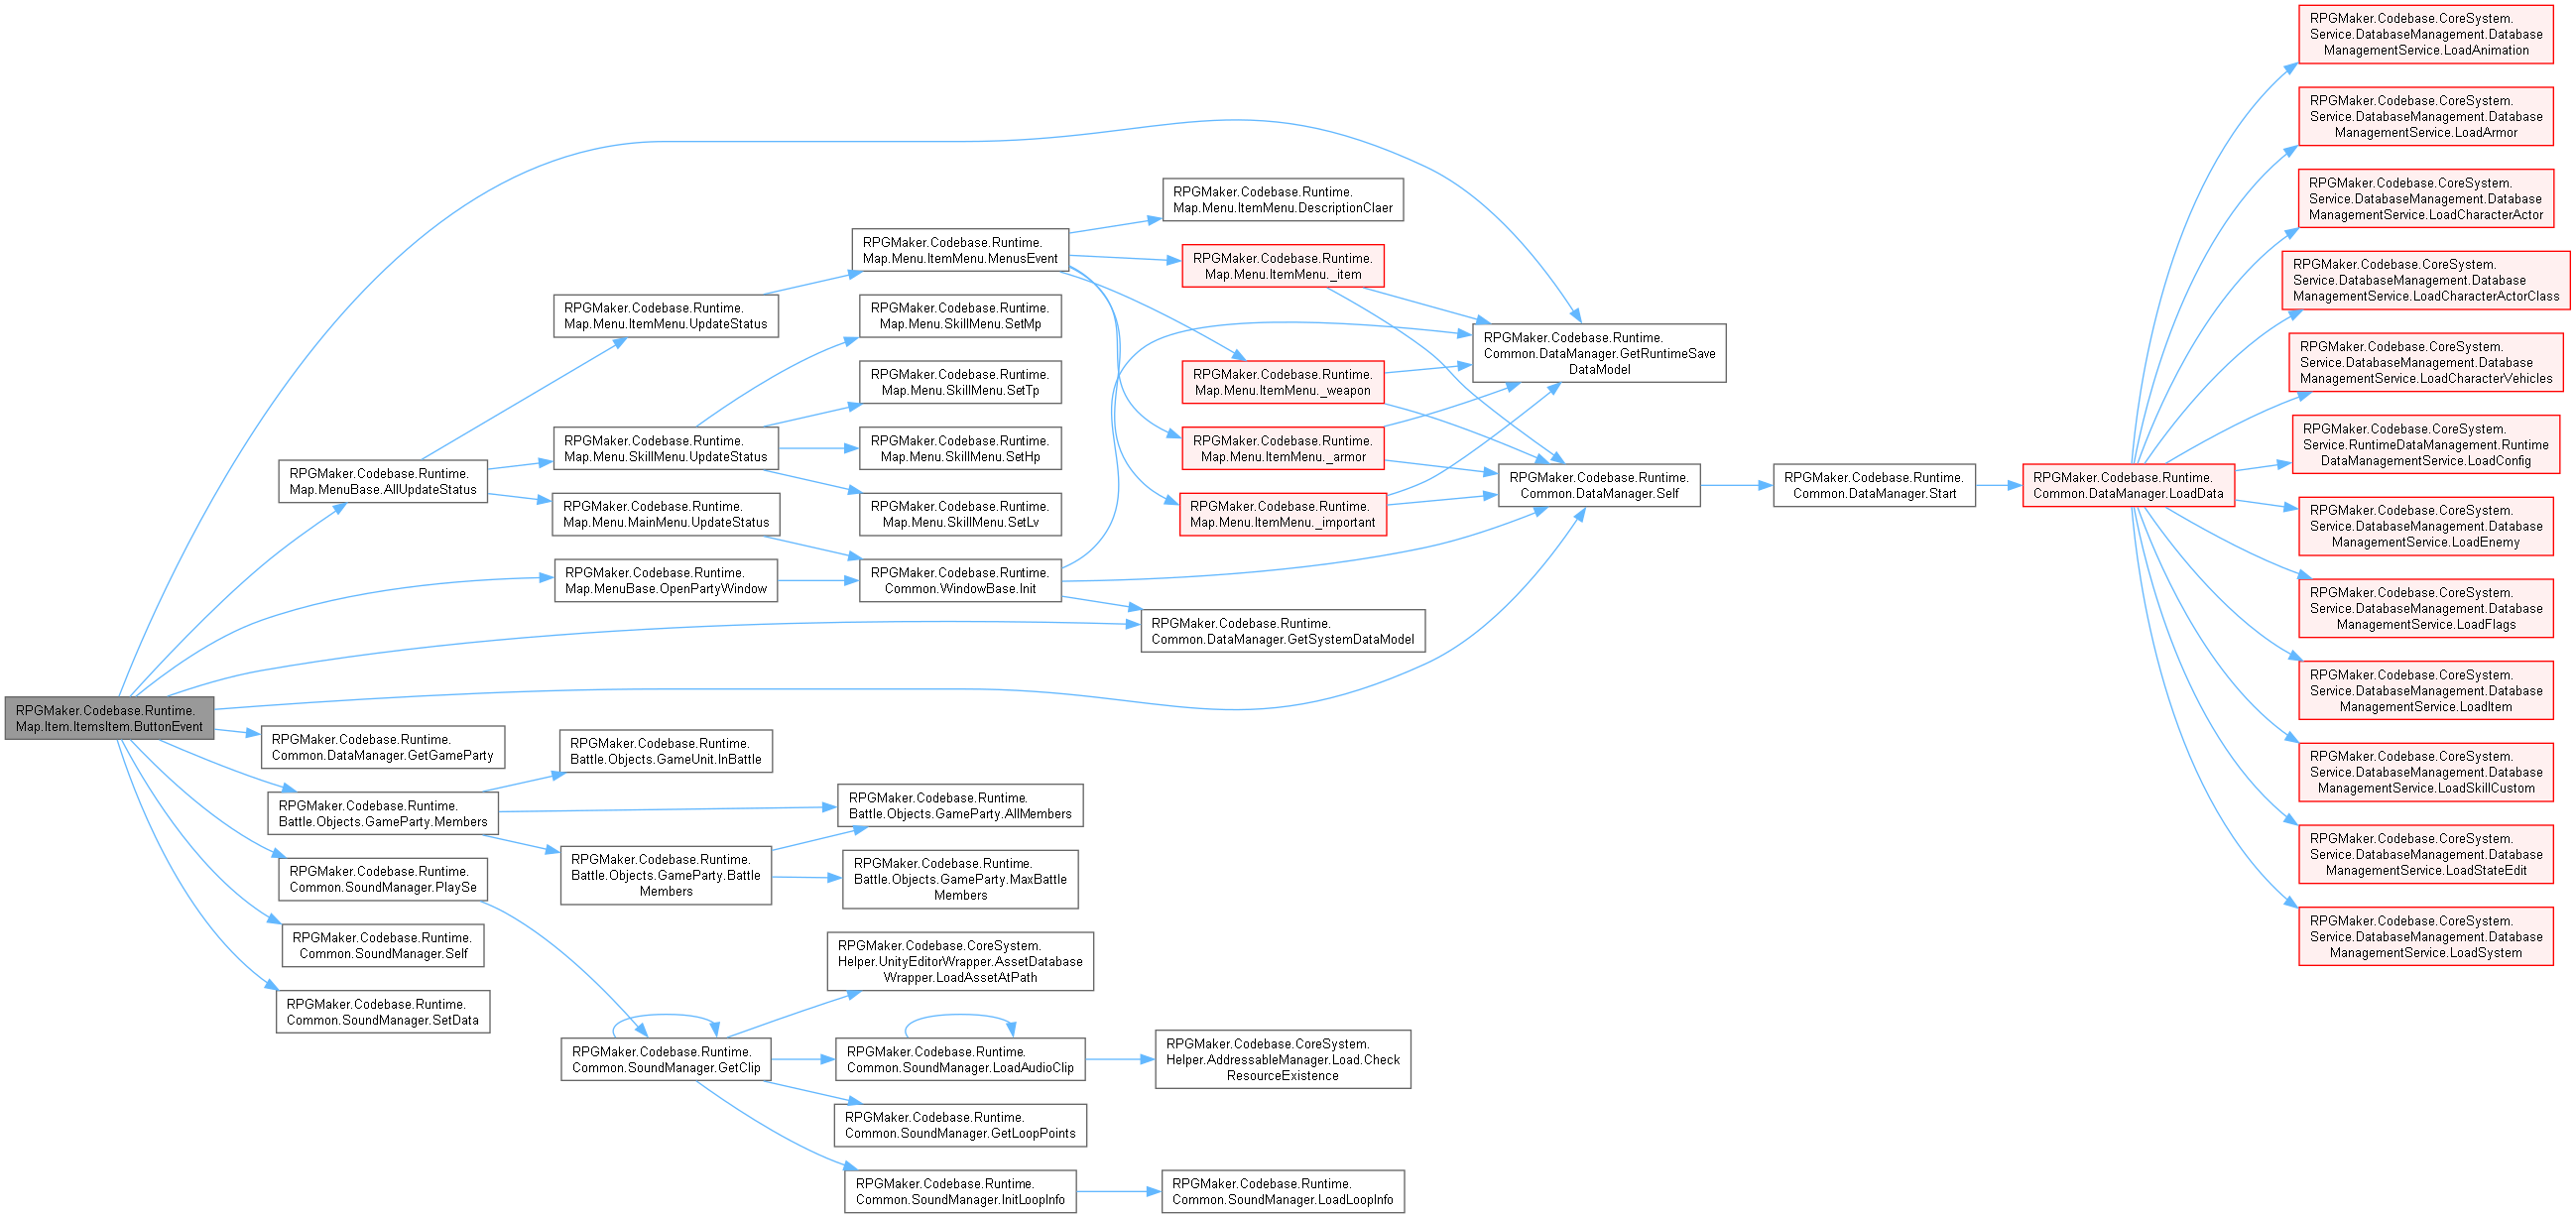 RPGMaker.Codebase.Runtime.
Map.Item.ItemsItem.ButtonEvent
RPGMaker.Codebase.Runtime.
Map.MenuBase.AllUpdateStatus
RPGMaker.Codebase.Runtime.
Common.DataManager.GetGameParty
RPGMaker.Codebase.Runtime.
Battle.Objects.GameParty.Members
RPGMaker.Codebase.Runtime.
Common.SoundManager.PlaySe
RPGMaker.Codebase.Runtime.
Common.SoundManager.Self
RPGMaker.Codebase.Runtime.
Common.SoundManager.SetData
RPGMaker.Codebase.Runtime.
Map.Menu.ItemMenu.UpdateStatus
RPGMaker.Codebase.Runtime.
Map.Menu.SkillMenu.UpdateStatus
RPGMaker.Codebase.Runtime.
Map.Menu.MainMenu.UpdateStatus
RPGMaker.Codebase.Runtime.
Map.MenuBase.OpenPartyWindow
RPGMaker.Codebase.Runtime.
Battle.Objects.GameUnit.InBattle
RPGMaker.Codebase.Runtime.
Battle.Objects.GameParty.Battle
Members
RPGMaker.Codebase.Runtime.
Common.SoundManager.GetClip
RPGMaker.Codebase.Runtime.
Map.Menu.ItemMenu.MenusEvent
RPGMaker.Codebase.Runtime.
Map.Menu.SkillMenu.SetMp
RPGMaker.Codebase.Runtime.
Map.Menu.SkillMenu.SetTp
RPGMaker.Codebase.Runtime.
Map.Menu.SkillMenu.SetHp
RPGMaker.Codebase.Runtime.
Map.Menu.SkillMenu.SetLv
RPGMaker.Codebase.Runtime.
Common.WindowBase.Init
RPGMaker.Codebase.Runtime.
Battle.Objects.GameParty.AllMembers
RPGMaker.Codebase.Runtime.
Battle.Objects.GameParty.MaxBattle
Members
RPGMaker.Codebase.CoreSystem.
Helper.UnityEditorWrapper.AssetDatabase
Wrapper.LoadAssetAtPath
RPGMaker.Codebase.Runtime.
Common.SoundManager.LoadAudioClip
RPGMaker.Codebase.Runtime.
Common.SoundManager.GetLoopPoints
RPGMaker.Codebase.Runtime.
Common.SoundManager.InitLoopInfo
RPGMaker.Codebase.Runtime.
Map.Menu.ItemMenu.DescriptionClaer
RPGMaker.Codebase.Runtime.
Map.Menu.ItemMenu._item
RPGMaker.Codebase.Runtime.
Map.Menu.ItemMenu._weapon
RPGMaker.Codebase.Runtime.
Map.Menu.ItemMenu._armor
RPGMaker.Codebase.Runtime.
Map.Menu.ItemMenu._important
RPGMaker.Codebase.Runtime.
Common.DataManager.GetSystemDataModel
RPGMaker.Codebase.CoreSystem.
Helper.AddressableManager.Load.Check
ResourceExistence
RPGMaker.Codebase.Runtime.
Common.SoundManager.LoadLoopInfo
RPGMaker.Codebase.Runtime.
Common.DataManager.GetRuntimeSave
DataModel
RPGMaker.Codebase.Runtime.
Common.DataManager.Self
RPGMaker.Codebase.Runtime.
Common.DataManager.Start
RPGMaker.Codebase.Runtime.
Common.DataManager.LoadData
RPGMaker.Codebase.CoreSystem.
Service.DatabaseManagement.Database
ManagementService.LoadAnimation
RPGMaker.Codebase.CoreSystem.
Service.DatabaseManagement.Database
ManagementService.LoadArmor
RPGMaker.Codebase.CoreSystem.
Service.DatabaseManagement.Database
ManagementService.LoadCharacterActor
RPGMaker.Codebase.CoreSystem.
Service.DatabaseManagement.Database
ManagementService.LoadCharacterActorClass
RPGMaker.Codebase.CoreSystem.
Service.DatabaseManagement.Database
ManagementService.LoadCharacterVehicles
RPGMaker.Codebase.CoreSystem.
Service.RuntimeDataManagement.Runtime
DataManagementService.LoadConfig
RPGMaker.Codebase.CoreSystem.
Service.DatabaseManagement.Database
ManagementService.LoadEnemy
RPGMaker.Codebase.CoreSystem.
Service.DatabaseManagement.Database
ManagementService.LoadFlags
RPGMaker.Codebase.CoreSystem.
Service.DatabaseManagement.Database
ManagementService.LoadItem
RPGMaker.Codebase.CoreSystem.
Service.DatabaseManagement.Database
ManagementService.LoadSkillCustom
RPGMaker.Codebase.CoreSystem.
Service.DatabaseManagement.Database
ManagementService.LoadStateEdit
RPGMaker.Codebase.CoreSystem.
Service.DatabaseManagement.Database
ManagementService.LoadSystem